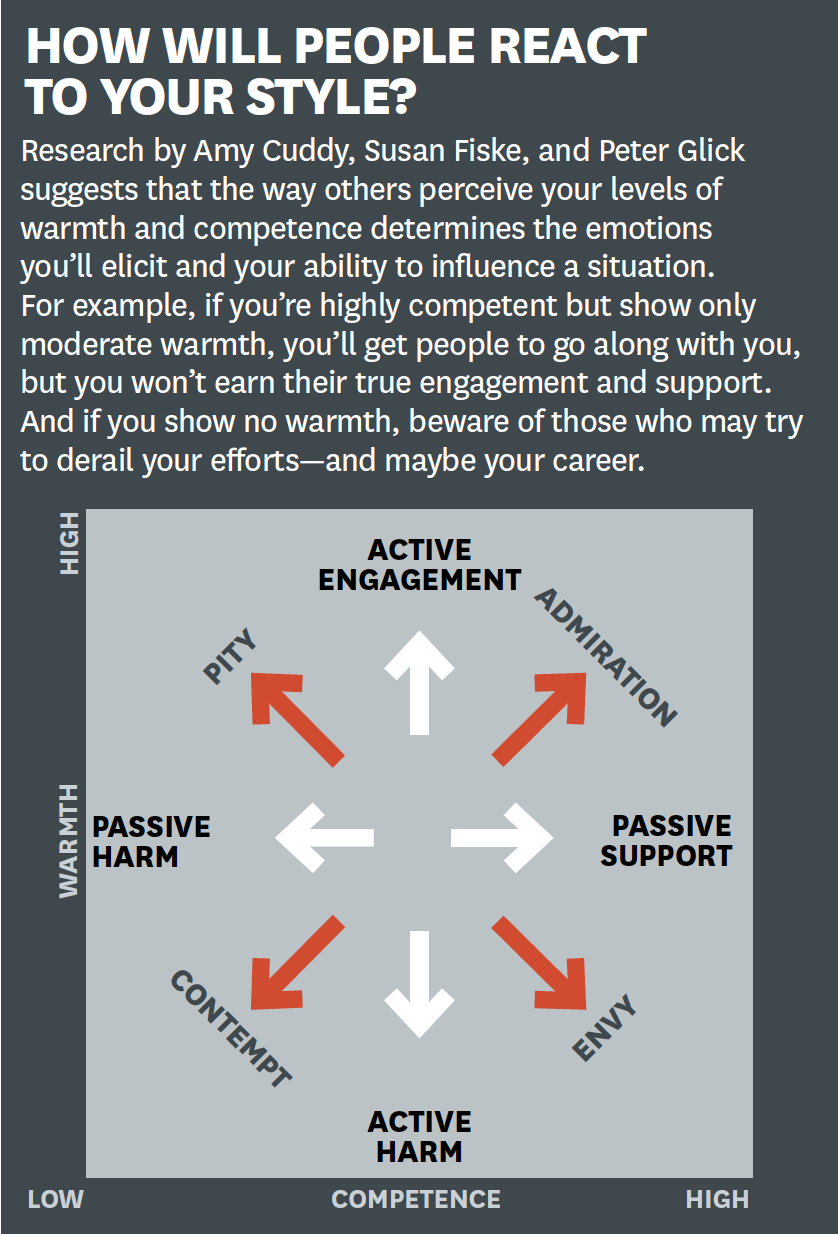 HOW WILL PEOPLE REACT
TO YOUR STYLE?
Research by Amy Cuddy, Susan Fiske, and Peter Glick
suggests that the way others perceive your levels of
warmth and competence determines the emotions
you’ll elicit and your ability to influence a situation.
For example, if you’re highly competent but show only
moderate warmth, you’ll get people to go along with you,
but you won’t earn their true engagement and support.
And if you show no warmth, beware of those who may try
to derail your efforts—and maybe your career.
HIGH
ACTIVE
ENGAGEMENT
PITY
ADMIRATION
WARMTH
PASSIVE
HARM
PASSIVE
SUPPORT
CONTEMPT
ENVY
ACTIVE
HARM
LOW
COMPETENCE
HIGH